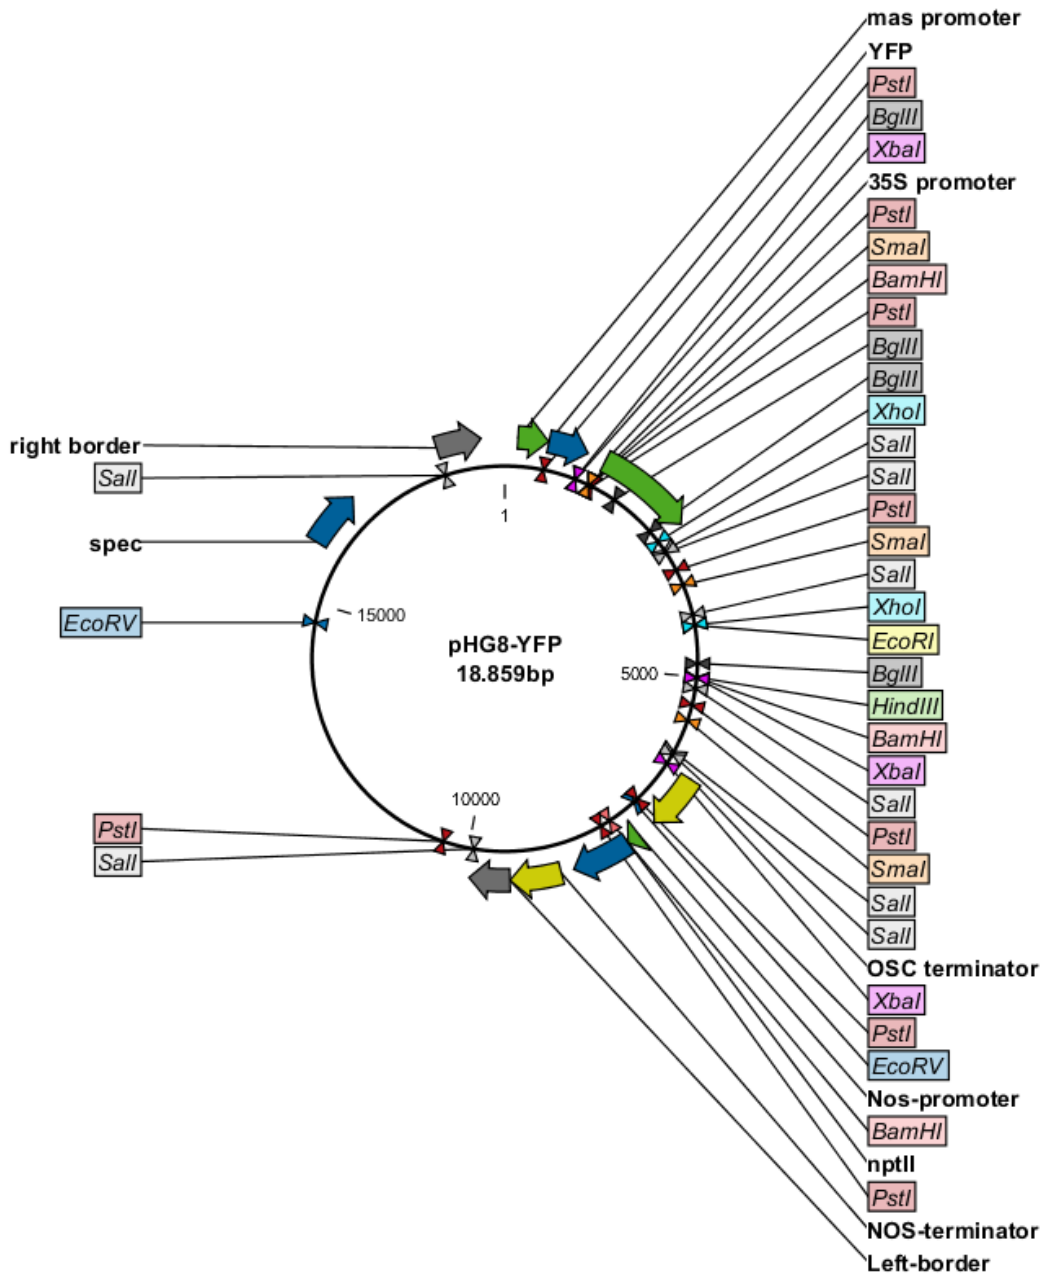 mas promoter
YFP
PstI
BglII
XbaI
35S promoter
PstI
SmaI
BamHI
PstI
BglII
BglII
XhoI
SalI
SalI
PstI
SmaI
SalI
XhoI
EcoRI
BglII
HindIII
BamHI
XbaI
SalI
PstI
SmaI
SalI
SalI
OSC terminator
XbaI
PstI
EcoRV
Nos-promoter
BamHI
nptII
PstI
NOS-terminator
Left-border
right border
SalI
spec
EcoRV
PstI
SalI
1
15000
pHG8-YFP
18.859bp
5000
10000